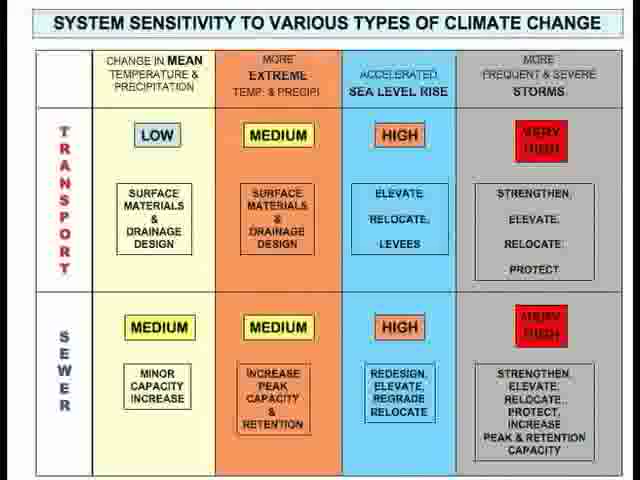 SYSTEM SENSITIVITY TO VARIOUS TYPES OF CLIMATE CHANGE
CHANGE IN MEAN
TEMPERATURE &
PRECIPITATION
MORE
EXTREME
TEMP. & PRECIPI.
ACCELERATED
SEA LEVEL RISE
MORE
FREQUENT & SEVERE
STORMS.
TRANSPORT
LOW
MEDIUM
HIGH
VERY
HIGH
SURFACE
MATERIALS
&
DRAINAGE
DESIGN
SURFACE
MATERIALS
&
DRAINAGE
DESIGN
ELEVATE
RELOCATE,
LEVEES
STRENGTHEN,
ELEVATE,
RELOCATE,
PROTECT
SEWER
MEDIUM
MEDIUM
HIGH
VERY
HIGH
MINOR
CAPACITY
INCREASE
INCREASE
PEAK
CAPACITY
&
RETENTION
REDESIGN,
ELEVATE,
REGRADE
RELOCATE
STRENGTHEN,
ELEVATE,
RELOCATE,
PROTECT,
INCREASE
PEAK & RETENTION
CAPACITY